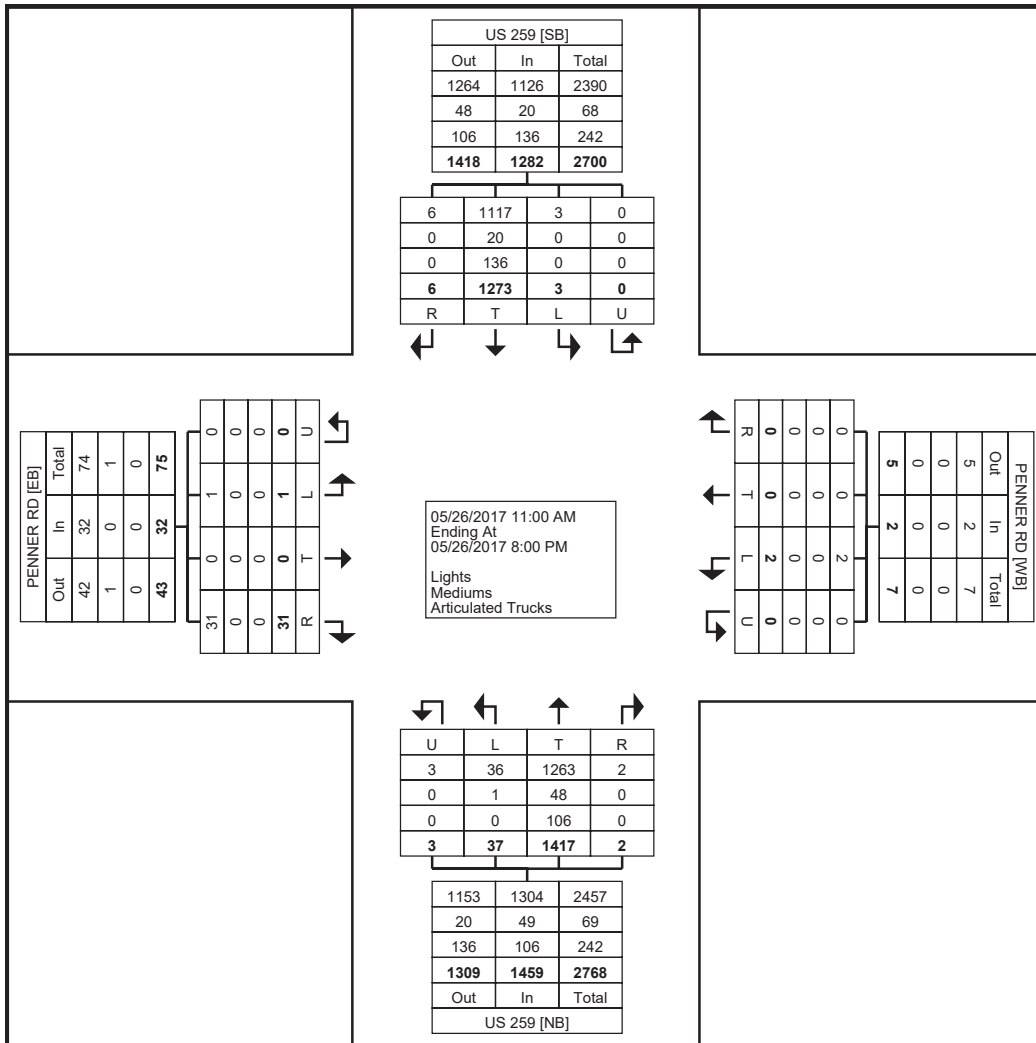 US 259 [SB]
Out In Total
1264 1126 2390
48 20 68
106 136 242
1418 1282 2700
6 1117 3 0
0 20 0 0
0 136 0 0
6 1273 3 0
R T L U
PENNER RD [EB]
Total 74 1 0 75
In 32 0 0 32
Out 42 1 0 43
0 0 0 0 U
1 0 0 1 L
0 0 0 0 T
31 0 0 31 R
05/26/2017 11:00 AM
Ending At
05/26/2017 8:00 PM
Lights
Mediums
Articulated Trucks
R 0 0 0 0
T 0 0 0 0
L 2 0 0 2
U 0 0 0 0
PENNER RD [WB]
Out 5 0 0 5
In 2 0 0 2
Total 7 0 0 7
U L T R
3 36 1263 2
0 1 48 0
0 0 106 0
3 37 1417 2
1153 1304 2457
20 49 69
136 106 242
1309 1459 2768
Out In Total
US 259 [NB]